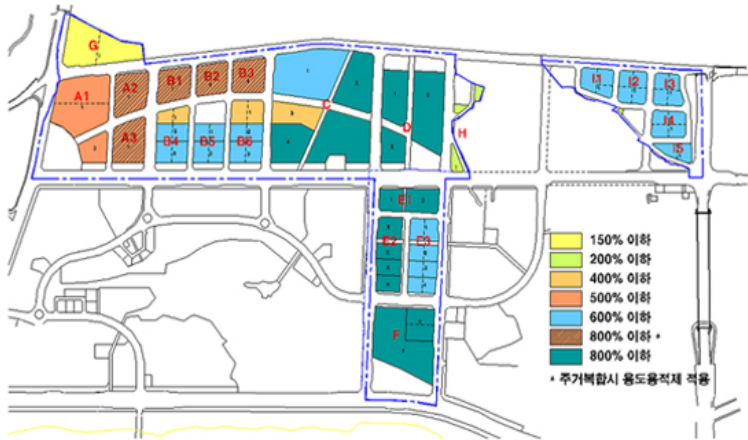 G
A1
A2
B1
B2
B3
A3
B4
B5
B6
C
D
H
I1
I2
I3
I4
I5
E1
E2
E3
F
150% 이하
200% 이하
400% 이하
500% 이하
600% 이하
800% 이하 *
800% 이하
* 주거복합시 용도용적제 적용